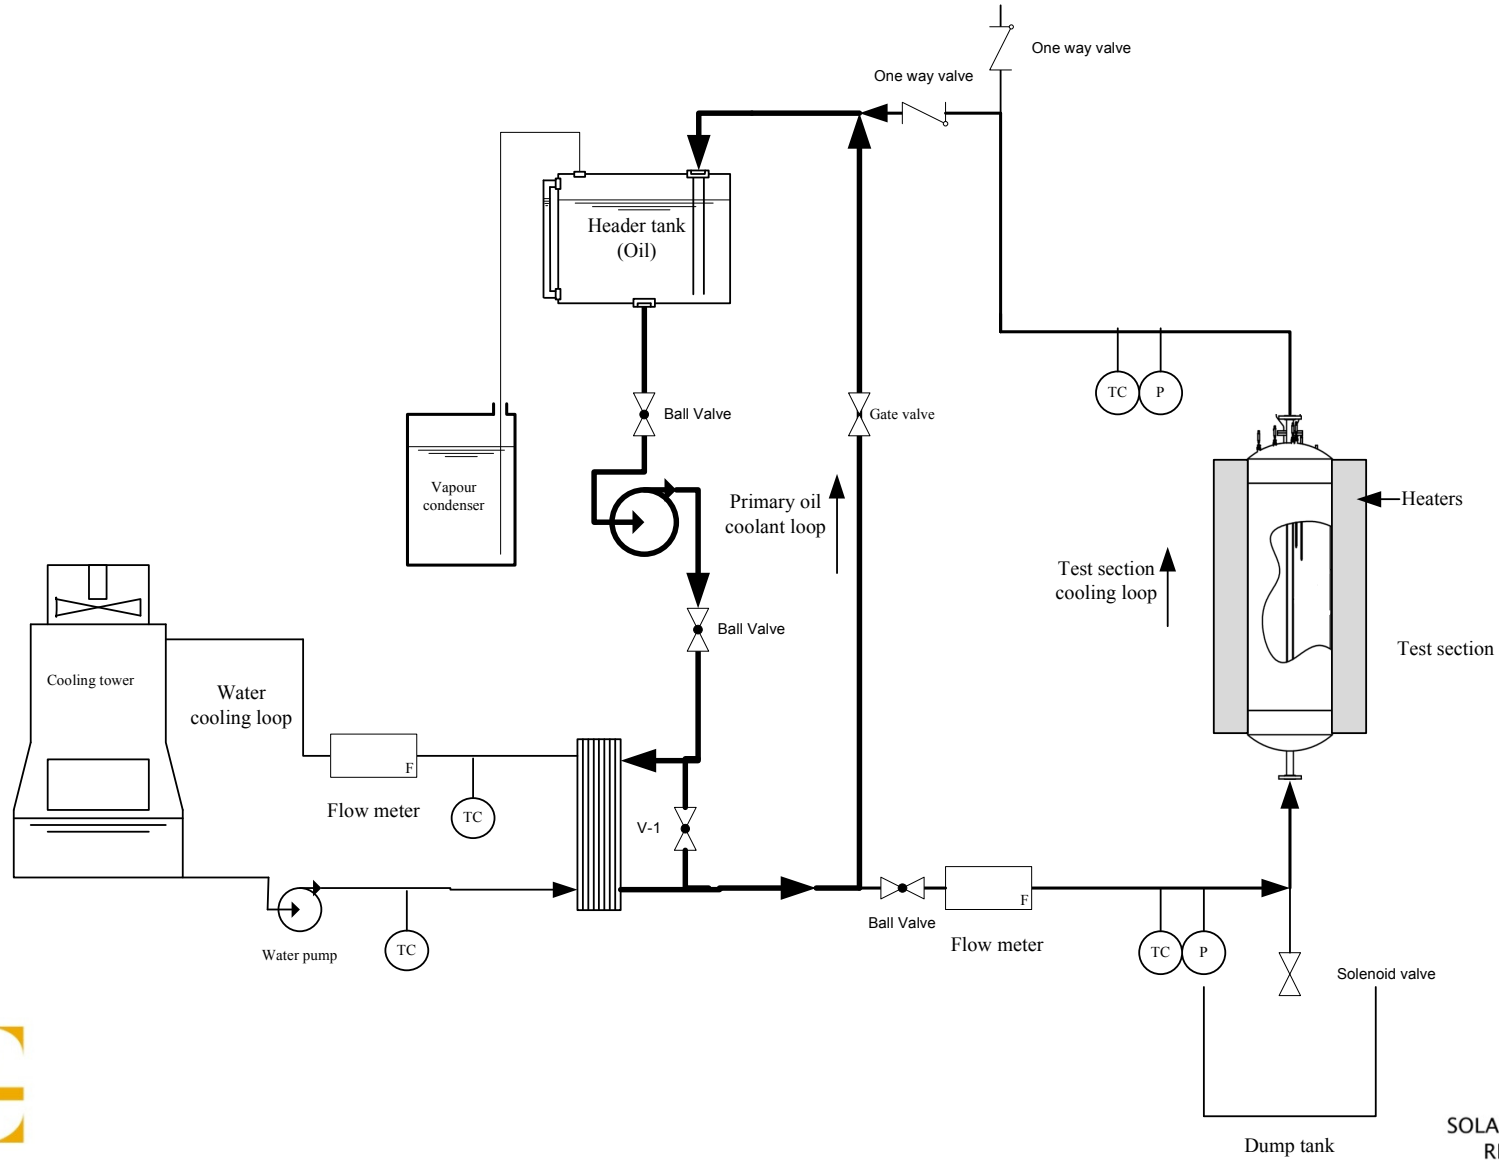 One way valve
One way valve
Header tank
(Oil)
Ball Valve
Gate valve
TC
P
Vapour
condenser
Primary oil
coolant loop
Heaters
Test section
cooling loop
Ball Valve
Test section
Cooling tower
Water
cooling loop
F
Flow meter
TC
V-1
F
Ball Valve
Flow meter
Water pump
TC
TC
P
Solenoid valve
Dump tank
SOLA